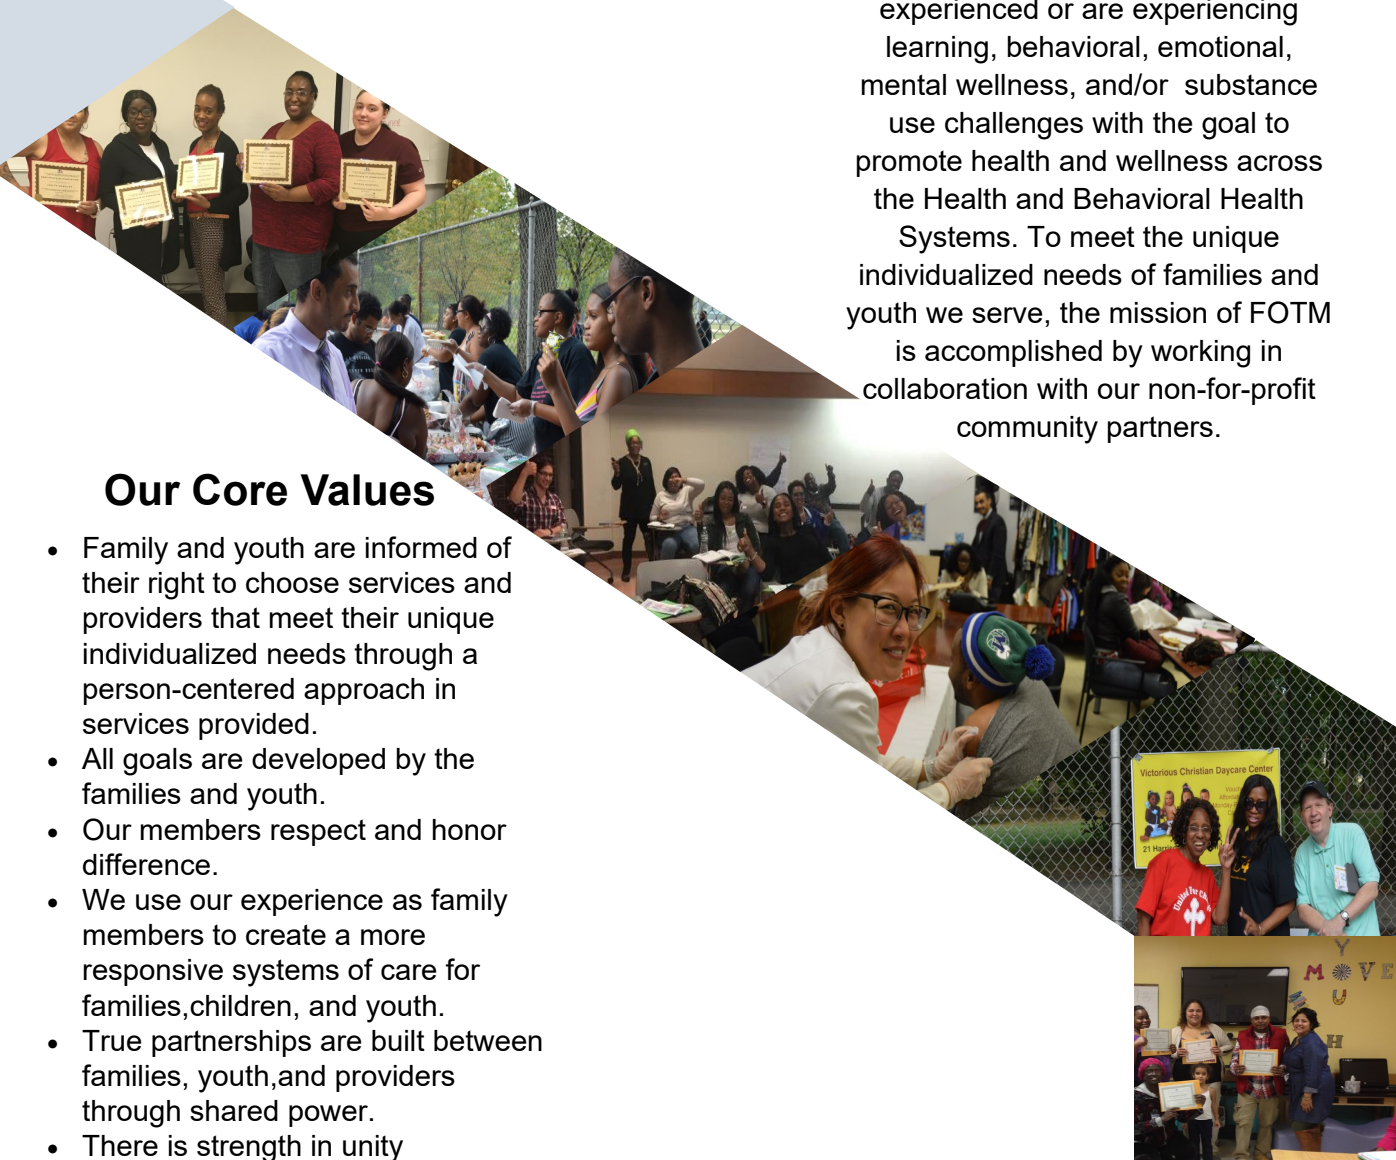 experienced or are experiencing
learning, behavioral, emotional,
mental wellness, and/or  substance
use challenges with the goal to
promote health and wellness across
the Health and Behavioral Health
Systems. To meet the unique
individualized needs of families and
youth we serve, the mission of FOTM
is accomplished by working in
collaboration with our non-for-profit
community partners.
Our Core Values
• Family and youth are informed of
their right to choose services and
providers that meet their unique
individualized needs through a
person-centered approach in
services provided.
• All goals are developed by the
families and youth.
• Our members respect and honor
difference.
• We use our experience as family
members to create a more
responsive systems of care for
families,children, and youth.
• True partnerships are built between
families, youth,and providers
through shared power.
• There is strength in unity
Victorious Christian Daycare Center
21
United For
Y
M VE
U
H